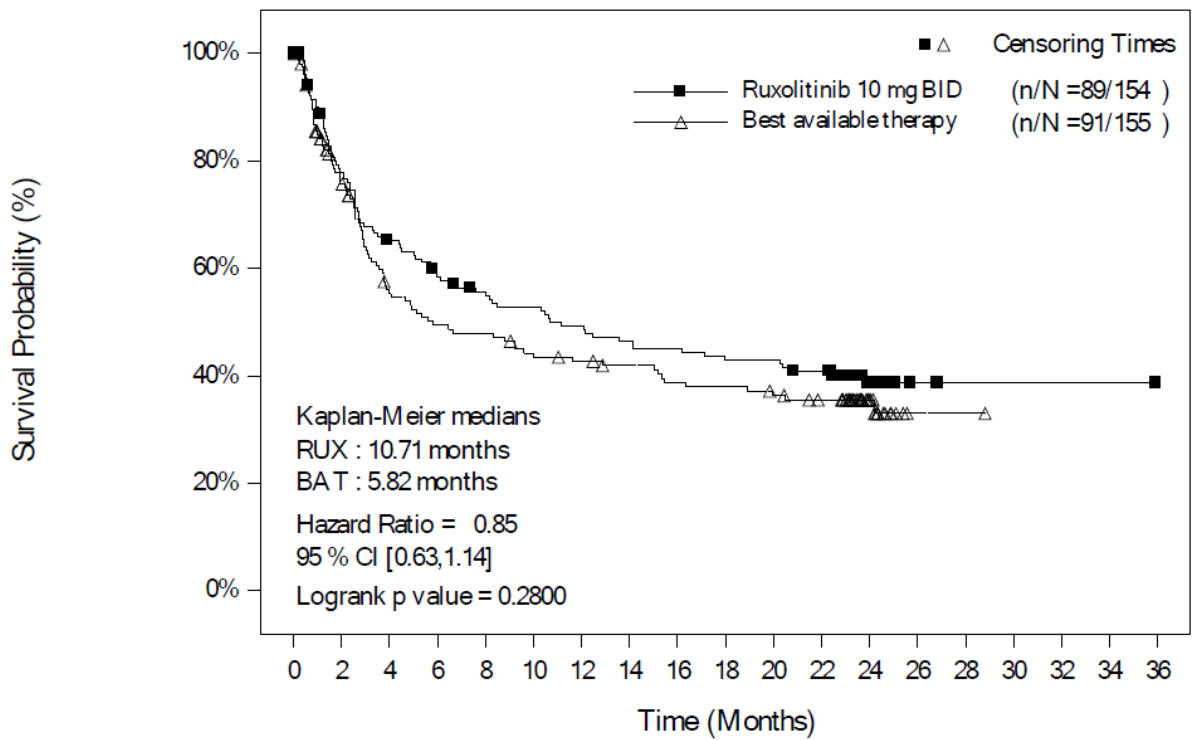 ■ △ Censoring Times
Ruxolitinib 10 mg BID (n/N =89/154 )
Best available therapy (n/N =91/155 )
Survival Probability (%)
100%
80%
60%
40%
20%
0%
Kaplan-Meier medians
RUX : 10.71 months
BAT : 5.82 months
Hazard Ratio = 0.85
95 % CI [0.63,1.14]
Logrank p value = 0.2800
0 2 4 6 8 10 12 14 16 18 20 22 24 26 28 30 32 34 36
Time (Months)